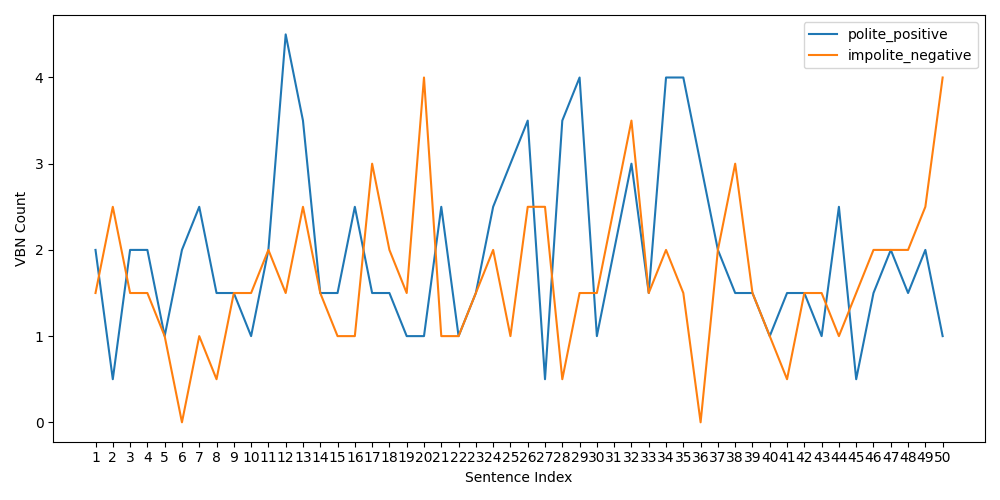 polite_positive
impolite_negative
VBN Count
4
3
2
1
0
1 2 3 4 5 6 7 8 9 10 11 12 13 14 15 16 17 18 19 20 21 22 23 24 25 26 27 28 29 30 31 32 33 34 35 36 37 38 39 40 41 42 43 44 45 46 47 48 49 50
Sentence Index